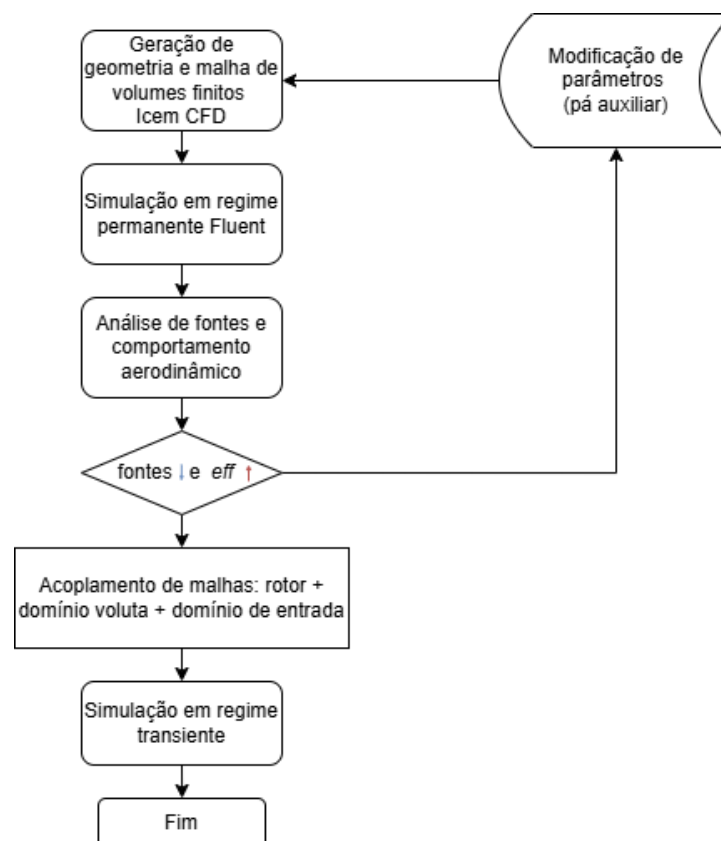 Geração de
geometria e malha de
volumes finitos
Icem CFD
Modificação de
parâmetros
(pá auxiliar)
Simulação em regime
permanente Fluent
Análise de fontes e
comportamento
aerodinâmico
fontes ↓ e eff ↑
Acoplamento de malhas: rotor +
domínio voluta + domínio de entrada
Simulação em regime
transiente
Fim